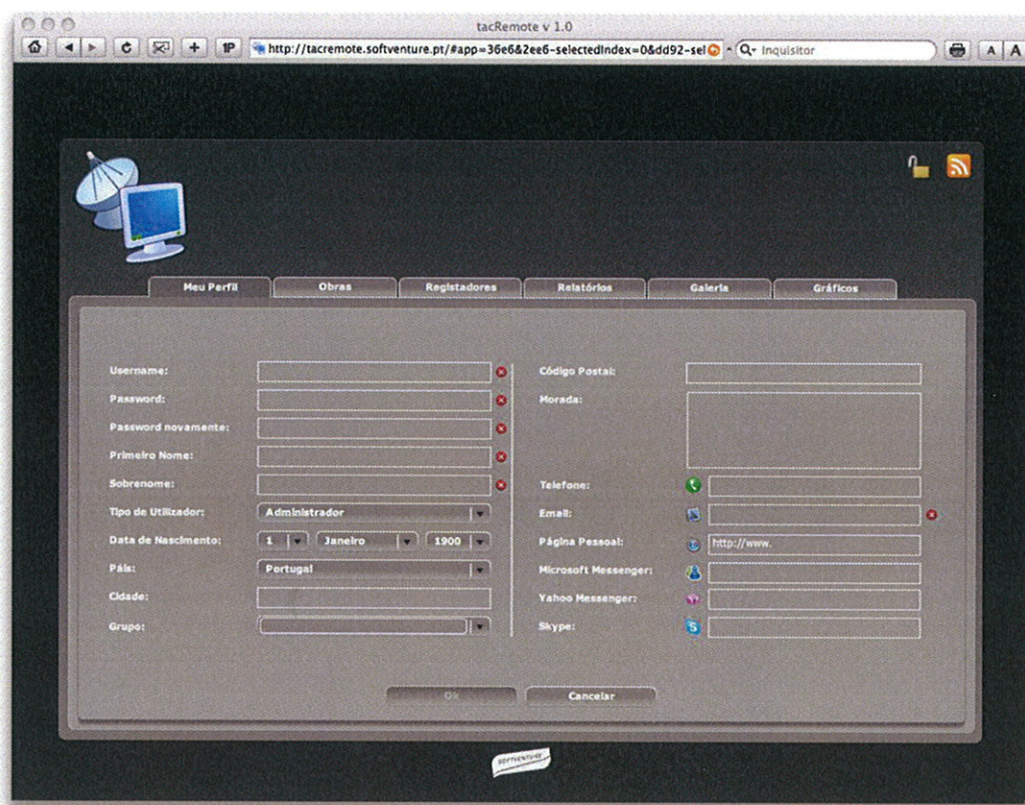 tacRemote v 1.0
1P http://tacremote.softventure.pt/#app=36e6&2ee6-selectedIndex=0&dd92-sel Inquisitor A A
Meu Perfil Obras Registadores Relatórios Galeria Gráficos
Username:
Password:
Password novamente:
Primeiro Nome:
Sobrenome:
Tipo de Utilizador: Administrador
Data de Nascimento: 1 Janeiro 1900
Páis: Portugal
Cidade:
Grupo:
Código Postal:
Morada:
Telefone:
Email:
Página Pessoal: http://www.
Microsoft Messenger:
Yahoo Messenger:
Skype:
Ok Cancelar
SOFTVENTURE